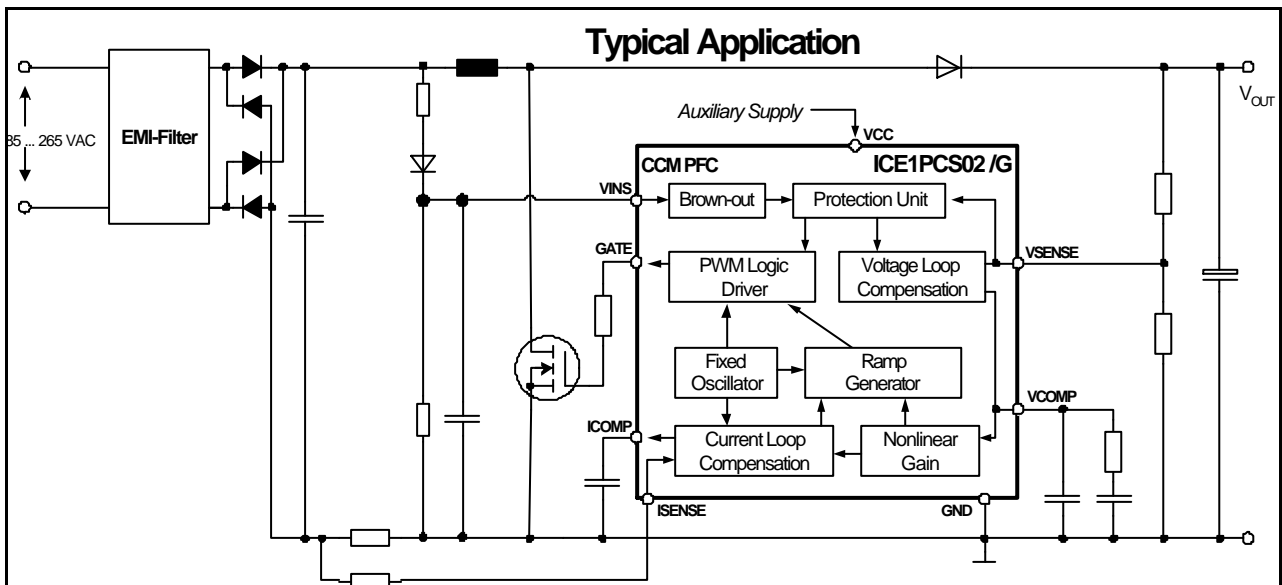 Typical Application
V_OUT
Auxiliary Supply
VCC
EMI-Filter
35 ... 265 VAC
CCM PFC
ICE1PCS02 /G
VINS
Brown-out
Protection Unit
GATE
PWM Logic
Driver
Voltage Loop
Compensation
VSENSE
Fixed
Oscillator
Ramp
Generator
VCOMP
ICOMP
Current Loop
Compensation
Nonlinear
Gain
ISENSE
GND